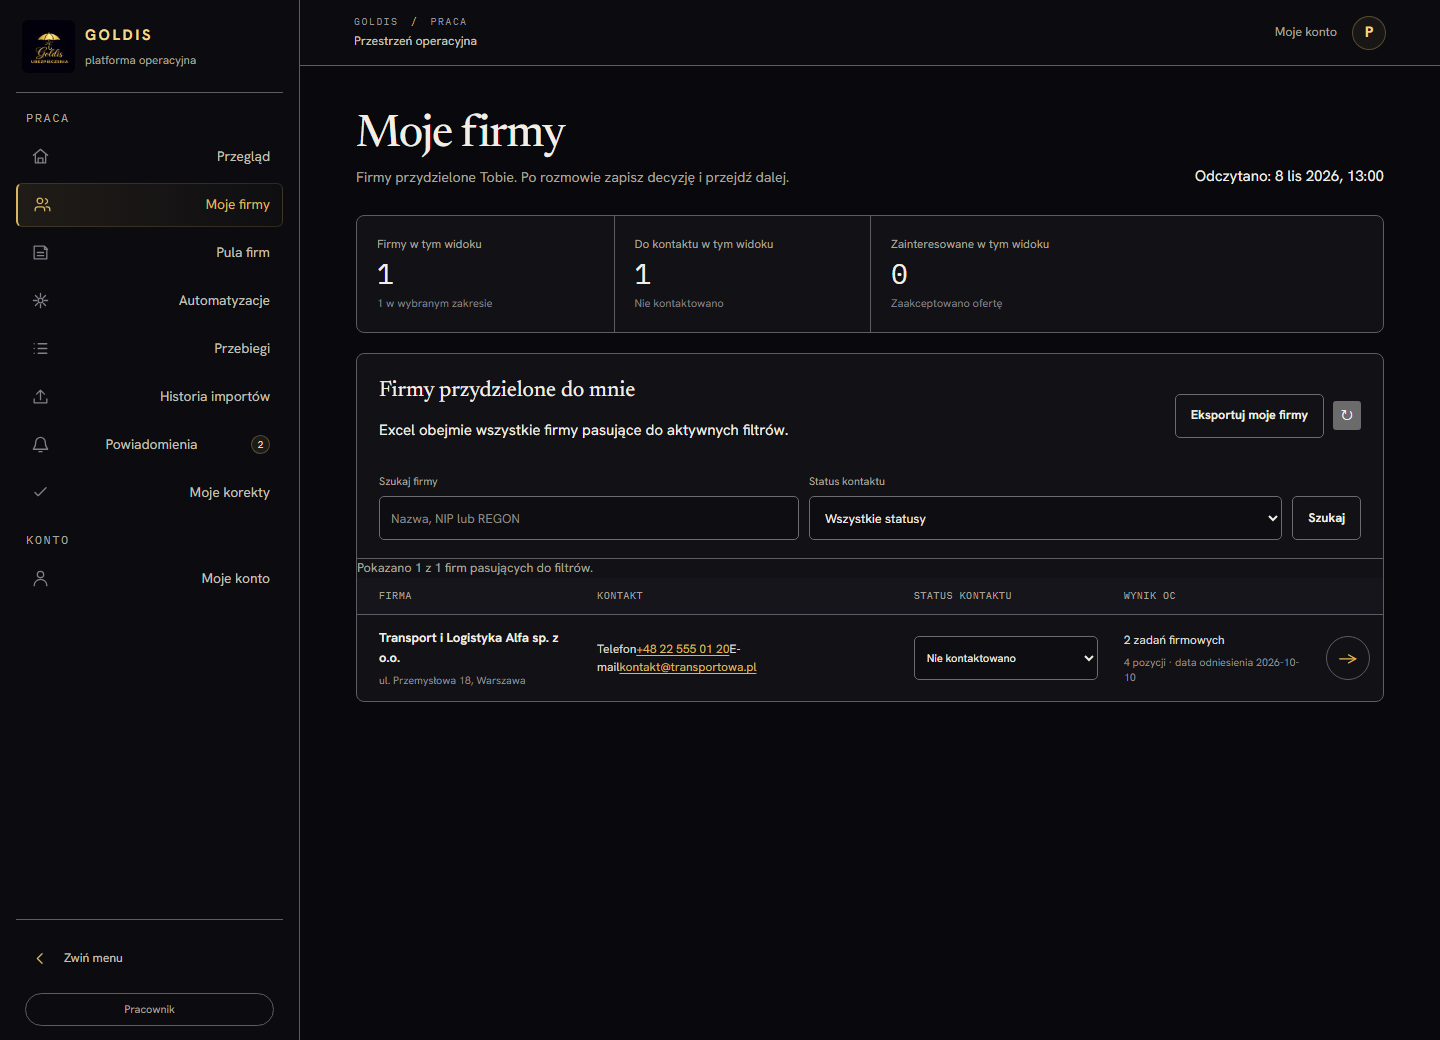 Goldis
UBEZPIECZENIA
GOLDIS
platforma operacyjna
PRACA
Przegląd
Moje firmy
Pula firm
Automatyzacje
Przebiegi
Historia importów
Powiadomienia 2
Moje korekty
KONTO
Moje konto
Zwiń menu
Pracownik
GOLDIS / PRACA
Przestrzeń operacyjna
Moje konto P
Moje firmy
Firmy przydzielone Tobie. Po rozmowie zapisz decyzję i przejdź dalej.
Odczytano: 8 lis 2026, 13:00
Firmy w tym widoku
1
1 w wybranym zakresie
Do kontaktu w tym widoku
1
Nie kontaktowano
Zainteresowane w tym widoku
0
Zaakceptowano ofertę
Firmy przydzielone do mnie
Excel obejmie wszystkie firmy pasujące do aktywnych filtrów.
Eksportuj moje firmy ↻
Szukaj firmy
Nazwa, NIP lub REGON
Status kontaktu
Wszystkie statusy
Szukaj
Pokazano 1 z 1 firm pasujących do filtrów.
FIRMA KONTAKT STATUS KONTAKTU WYNIK OC
Transport i Logistyka Alfa sp. z
o.o.
ul. Przemysłowa 18, Warszawa
Telefon+48 22 555 01 20E-
mailkontakt@transportowa.pl
Nie kontaktowano
2 zadań firmowych
4 pozycji · data odniesienia 2026-10-
10